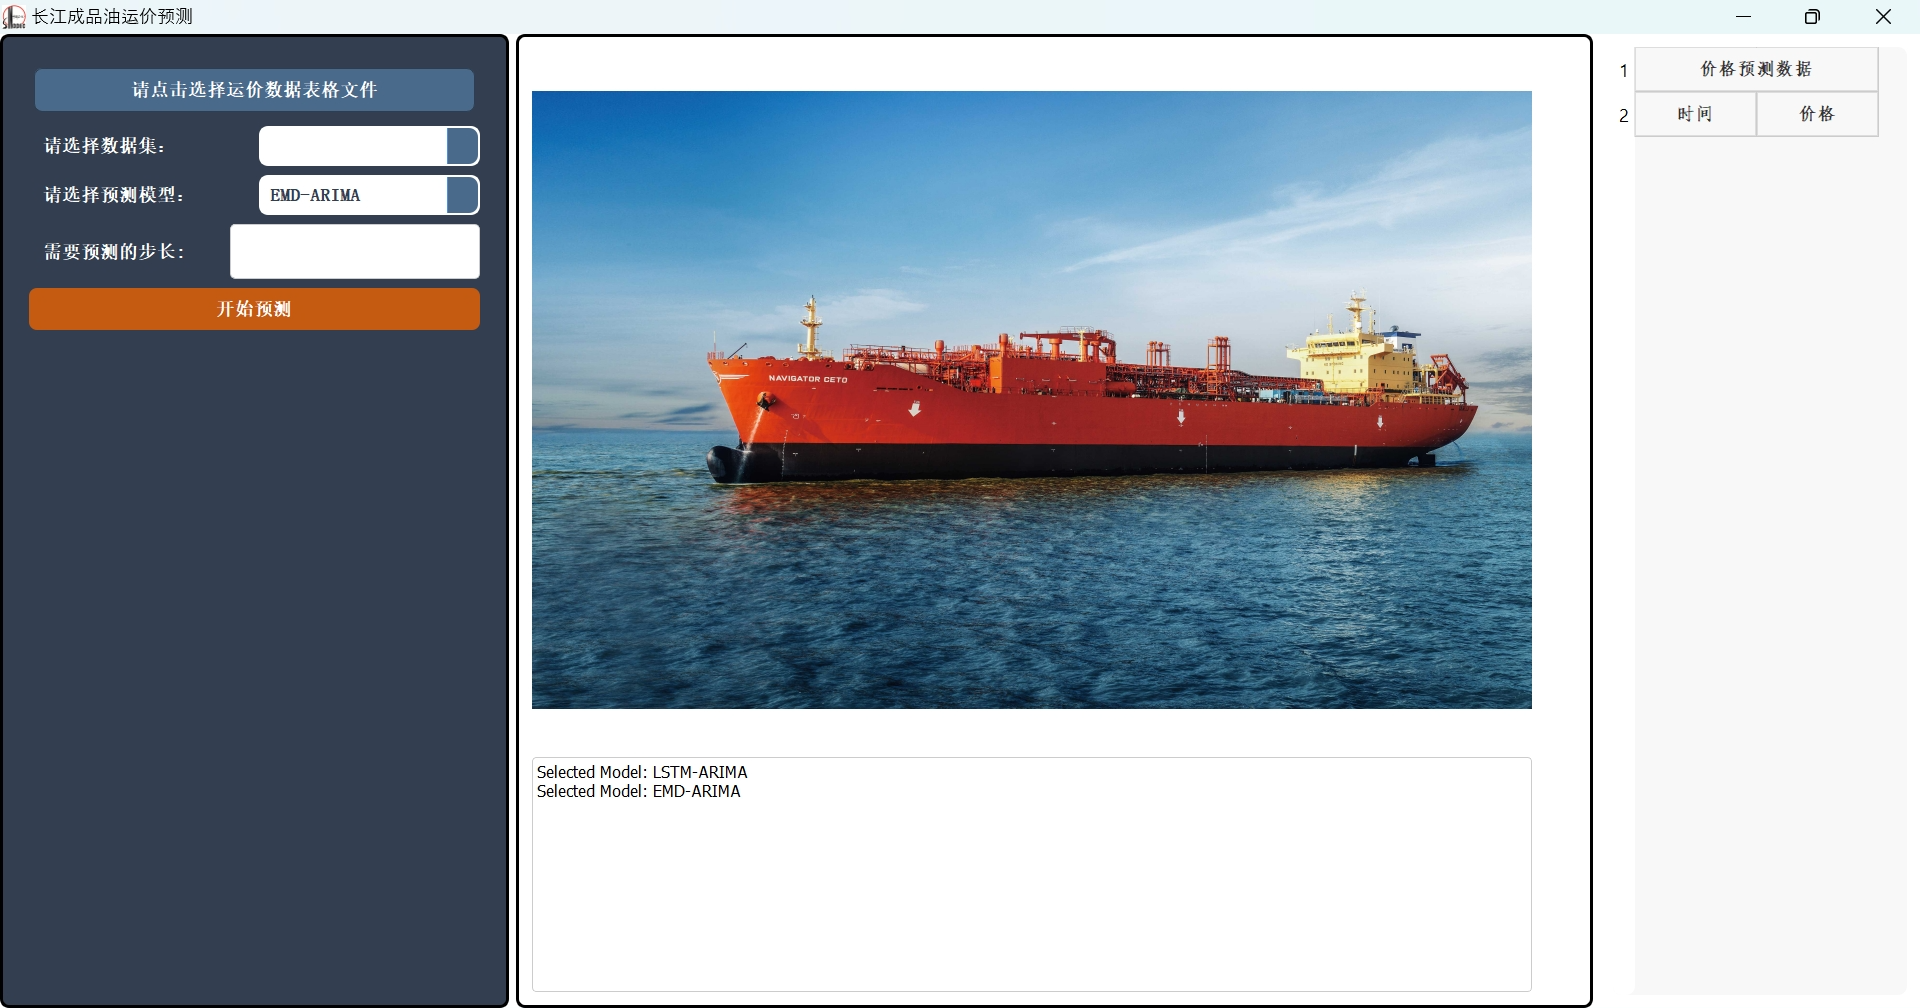 长江成品油运价预测
请点击选择运价数据表格文件
请选择数据集：
请选择预测模型：
EMD-ARIMA
需要预测的步长：
开始预测
NAVIGATOR CETO
Selected Model: LSTM-ARIMA
Selected Model: EMD-ARIMA
1 价格预测数据
2 时间 价格